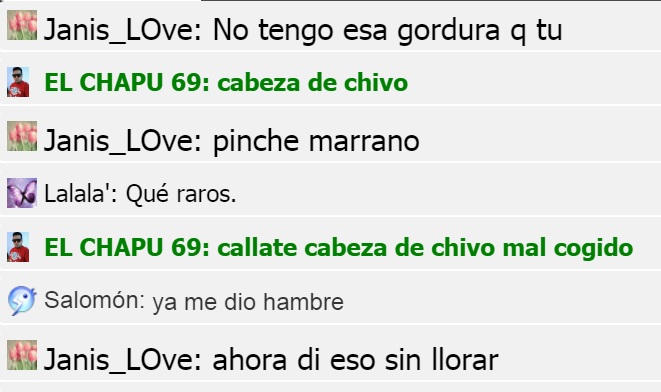 Janis_LOve: No tengo esa gordura q tu
EL CHAPU 69: cabeza de chivo
Janis_LOve: pinche marrano
Lalala': Qué raros.
EL CHAPU 69: callate cabeza de chivo mal cogido
Salomón: ya me dio hambre
Janis_LOve: ahora di eso sin llorar